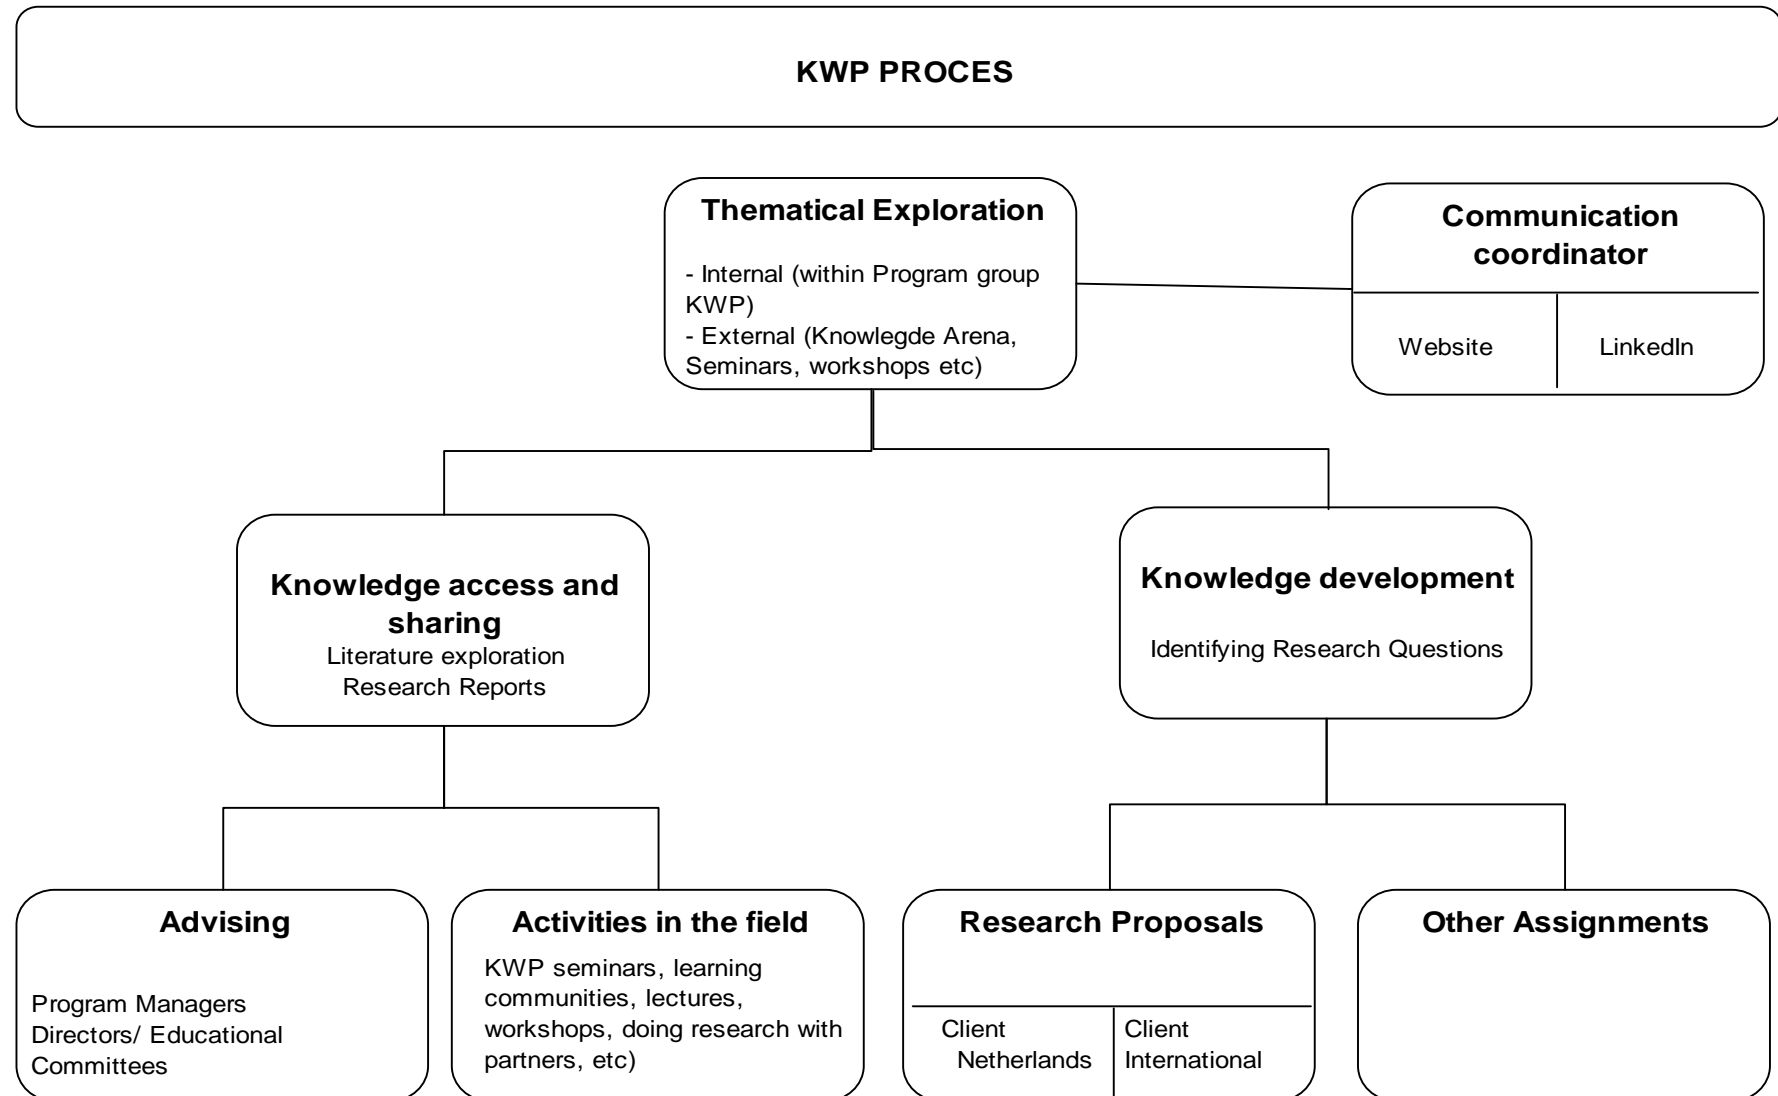 KWP PROCES
Thematical Exploration
- Internal (within Program group
KWP)
- External (Knowlegde Arena,
Seminars, workshops etc)
Communication
coordinator
Website
LinkedIn
Knowledge access and
sharing
Literature exploration
Research Reports
Knowledge development
Identifying Research Questions
Advising
Program Managers
Directors/ Educational
Committees
Activities in the field
KWP seminars, learning
communities, lectures,
workshops, doing research with
partners, etc)
Research Proposals
Client
Netherlands
Client
International
Other Assignments